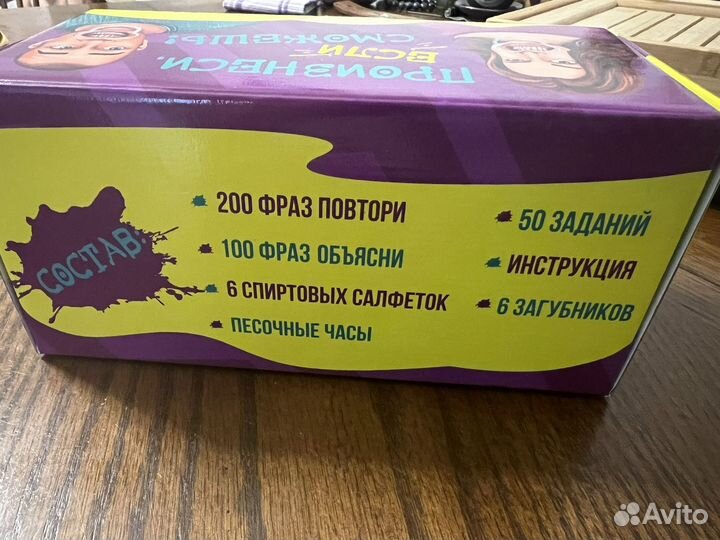 ПРОИЗНЕСИ,
ЕСЛИ
СМОЖЕШЬ!
СОСТАВ:
200 ФРАЗ ПОВТОРИ
100 ФРАЗ ОБЪЯСНИ
6 СПИРТОВЫХ САЛФЕТОК
ПЕСОЧНЫЕ ЧАСЫ
50 ЗАДАНИЙ
ИНСТРУКЦИЯ
6 ЗАГУБНИКОВ
Avito